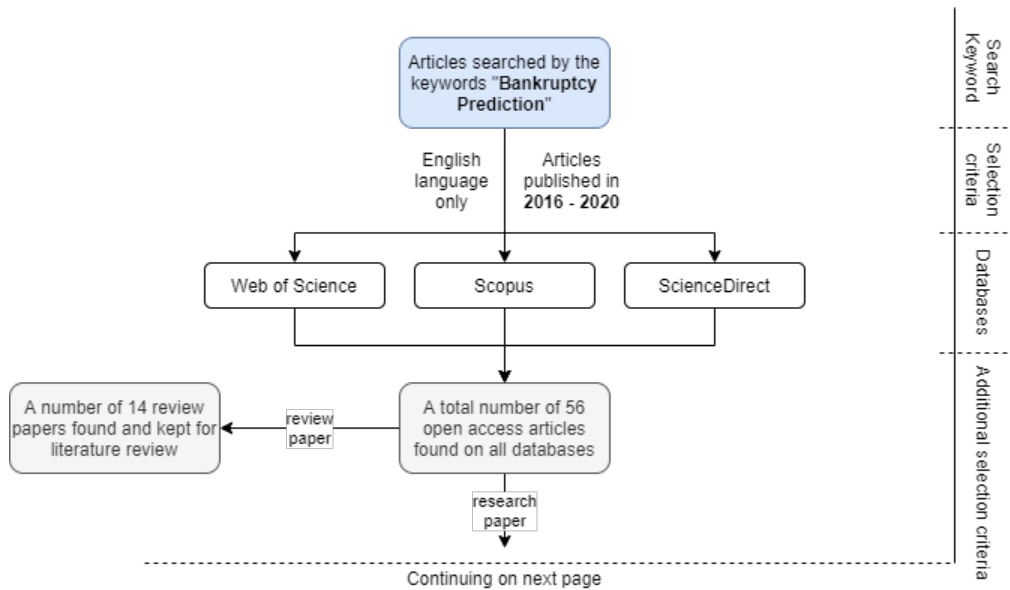 Articles searched by the
keywords "Bankruptcy
Prediction"
Search
Keyword
English
language
only
Articles
published in
2016 - 2020
Selection
criteria
Web of Science
Scopus
ScienceDirect
Databases
A number of 14 review
papers found and kept for
literature review
review
paper
A total number of 56
open access articles
found on all databases
research
paper
Additional selection criteria
Continuing on next page